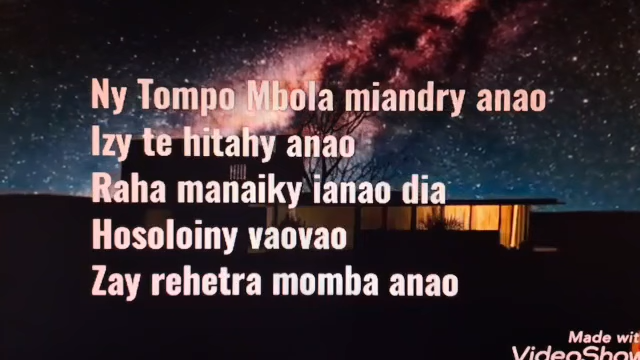 Ny Tompo Mbola miandry anao
Izy te hitahy anao
Raha manaiky ianao dia
Hosoloiny vaovao
Zay rehetra momba anao
Made wit
VideoShow